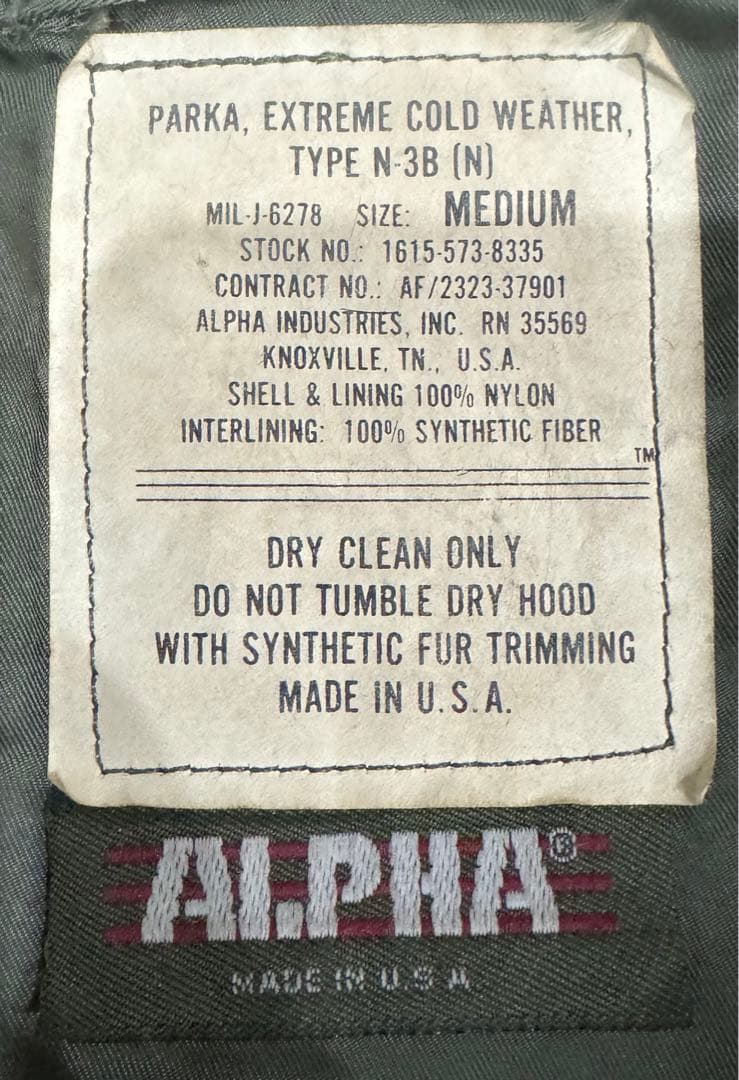 PARKA, EXTREME COLD WEATHER,
TYPE N-3B (N)
MIL-J-6278 SIZE: MEDIUM
STOCK NO.: 1615-573-8335
CONTRACT NO.: AF/2323-37901
ALPHA INDUSTRIES, INC. RN 35569
KNOXVILLE, TN., U.S.A.
SHELL & LINING 100% NYLON
INTERLINING: 100% SYNTHETIC FIBER
TM
DRY CLEAN ONLY
DO NOT TUMBLE DRY HOOD
WITH SYNTHETIC FUR TRIMMING
MADE IN U.S.A.
ALPHA®
MADE IN U.S A